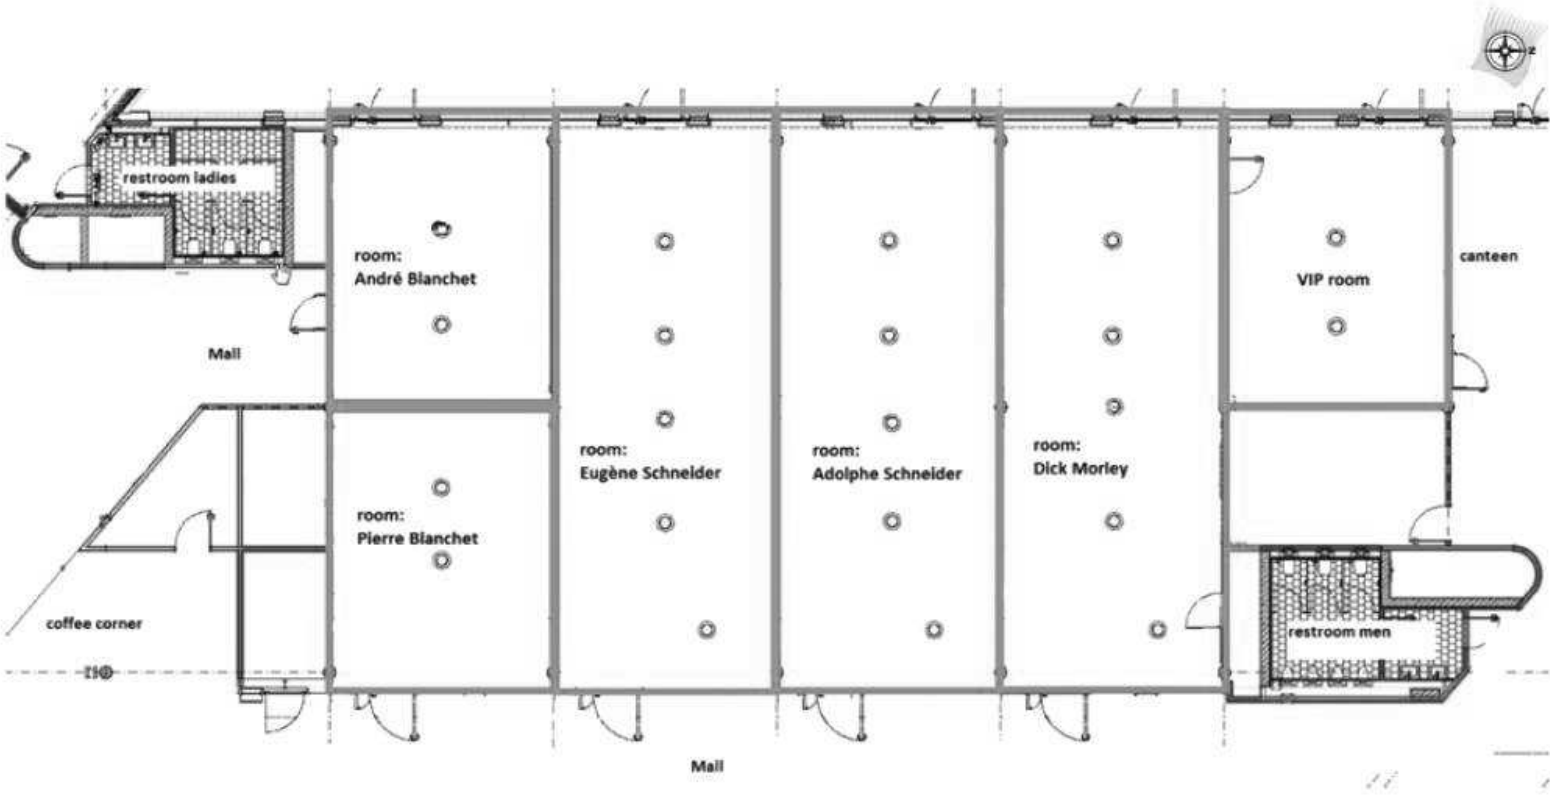 N
restroom ladies
room:
André Blanchet
canteen
VIP room
Mall
room:
Eugène Schneider
room:
Adolphe Schneider
room:
Dick Morley
room:
Pierre Blanchet
coffee corner
restroom men
Mall